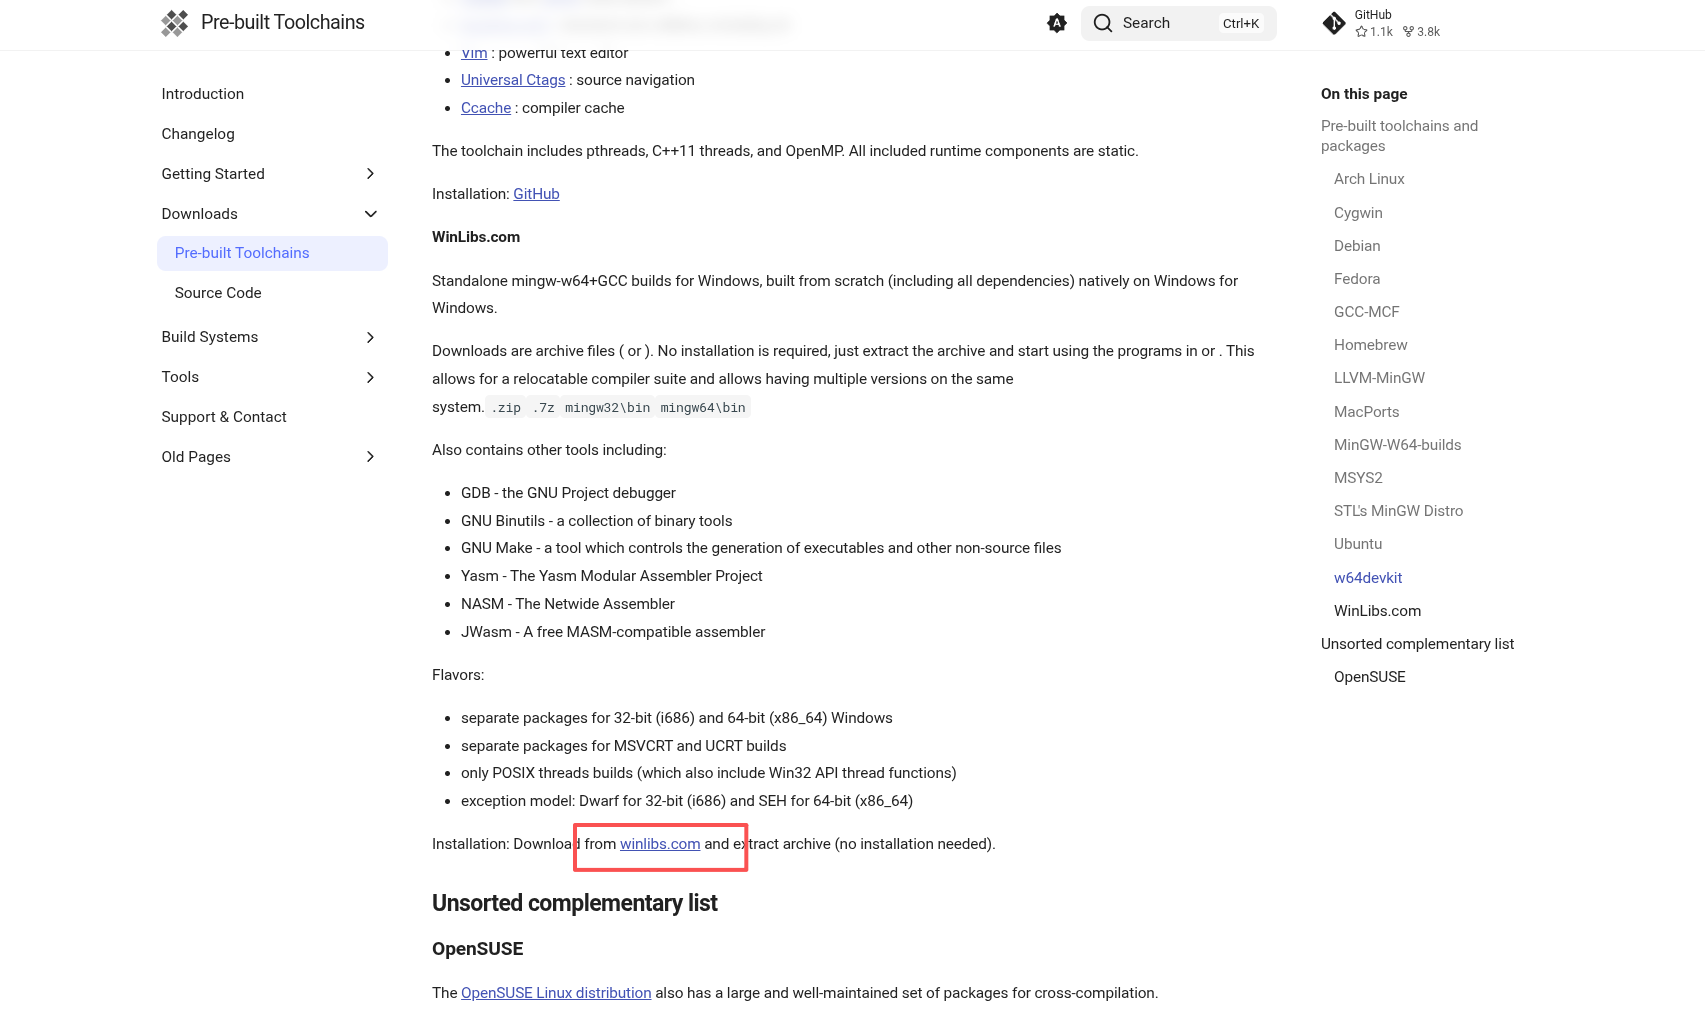 Pre-built Toolchains
Search
Ctrl+K
GitHub
1.1k 3.8k
Introduction
Changelog
Getting Started
Downloads
Pre-built Toolchains
Source Code
Build Systems
Tools
Support & Contact
Old Pages
Vim : powerful text editor
Universal Ctags : source navigation
Ccache : compiler cache
The toolchain includes pthreads, C++11 threads, and OpenMP. All included runtime components are static.
Installation: GitHub
WinLibs.com
Standalone mingw-w64+GCC builds for Windows, built from scratch (including all dependencies) natively on Windows for
Windows.
Downloads are archive files ( or ). No installation is required, just extract the archive and start using the programs in or . This
allows for a relocatable compiler suite and allows having multiple versions on the same
system. .zip .7z mingw32\bin mingw64\bin
Also contains other tools including:
GDB - the GNU Project debugger
GNU Binutils - a collection of binary tools
GNU Make - a tool which controls the generation of executables and other non-source files
Yasm - The Yasm Modular Assembler Project
NASM - The Netwide Assembler
JWasm - A free MASM-compatible assembler
Flavors:
separate packages for 32-bit (i686) and 64-bit (x86_64) Windows
separate packages for MSVCRT and UCRT builds
only POSIX threads builds (which also include Win32 API thread functions)
exception model: Dwarf for 32-bit (i686) and SEH for 64-bit (x86_64)
Installation: Download from winlibs.com and extract archive (no installation needed).
Unsorted complementary list
OpenSUSE
The OpenSUSE Linux distribution also has a large and well-maintained set of packages for cross-compilation.
On this page
Pre-built toolchains and
packages
Arch Linux
Cygwin
Debian
Fedora
GCC-MCF
Homebrew
LLVM-MinGW
MacPorts
MinGW-W64-builds
MSYS2
STL's MinGW Distro
Ubuntu
w64devkit
WinLibs.com
Unsorted complementary list
OpenSUSE